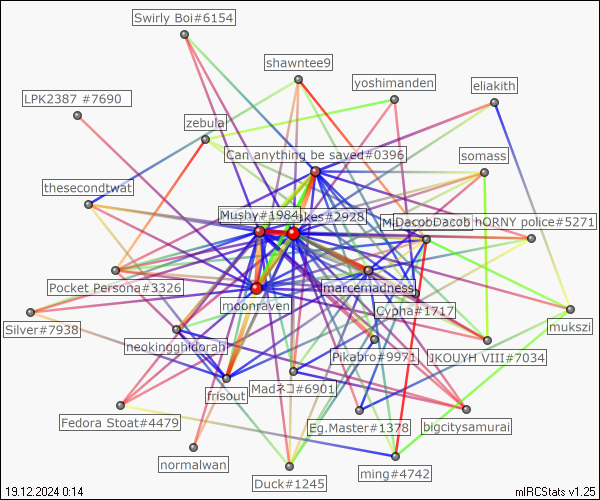 Swirly Boi#6154
shawntee9
yoshimanden
eliakith
LPK2387 #7690
zebulal
Can anything be saved#0396
somass
thesecondtwat
Mushy#1984
akes#2928
DacobDacob
hORNY police#5271
Pocket Persona#3326
marcemadness
moonraven
Cypha#1717
Silver#7938
mukszi
neokingghidorah
Pikabro#9971
JKOUYH VIII#7034
frisout
Madネコ#6901
Fedora Stoat#4479
Eg.Master#1378
bigcitysamurai
normalwan
Duck#1245
ming#4742
19.12.2024 0:14
mIRCStats v1.25